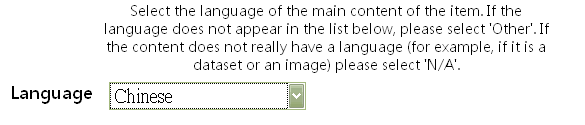 Select the language of the main content of the item. If the
language does not appear in the list below, please select 'Other'. If
the content does not really have a language (for example, if it is a
dataset or an image) please select 'N/A'.
Language Chinese